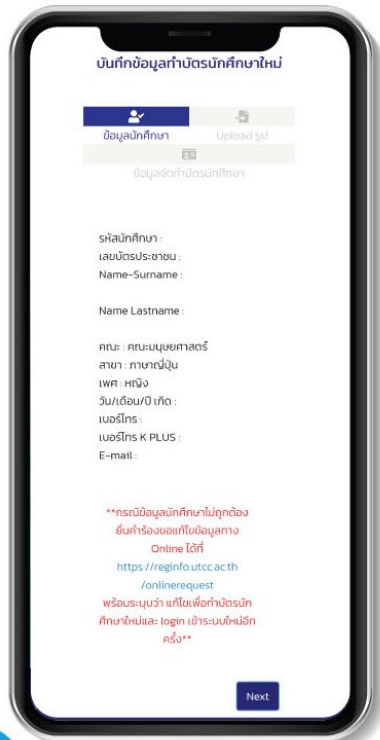 บันทึกข้อมูลทำบัตรนักศึกษาใหม่
ข้อมูลนักศึกษา
Upload รูป
ข้อมูลจัดทำบัตรนักศึกษา
รหัสนักศึกษา :
เลขบัตรประชาชน :
Name-Surname :
Name Lastname :
คณะ : คณะมนุษยศาสตร์
สาขา : ภาษาญี่ปุ่น
เพศ : หญิง
วัน/เดือน/ปี เกิด :
เบอร์โทร :
เบอร์โทร K PLUS :
E-mail :
**กรณีข้อมูลนักศึกษาไม่ถูกต้อง
ยื่นคำร้องขอแก้ไขข้อมูลทาง
Online ได้ที่
https://reginfo.utcc.ac.th
/onlinerequest
พร้อมระบุว่า แก้ไขเพื่อทำบัตรนัก
ศึกษาใหม่และ login เข้าระบบใหม่อีก
ครั้ง**
Next